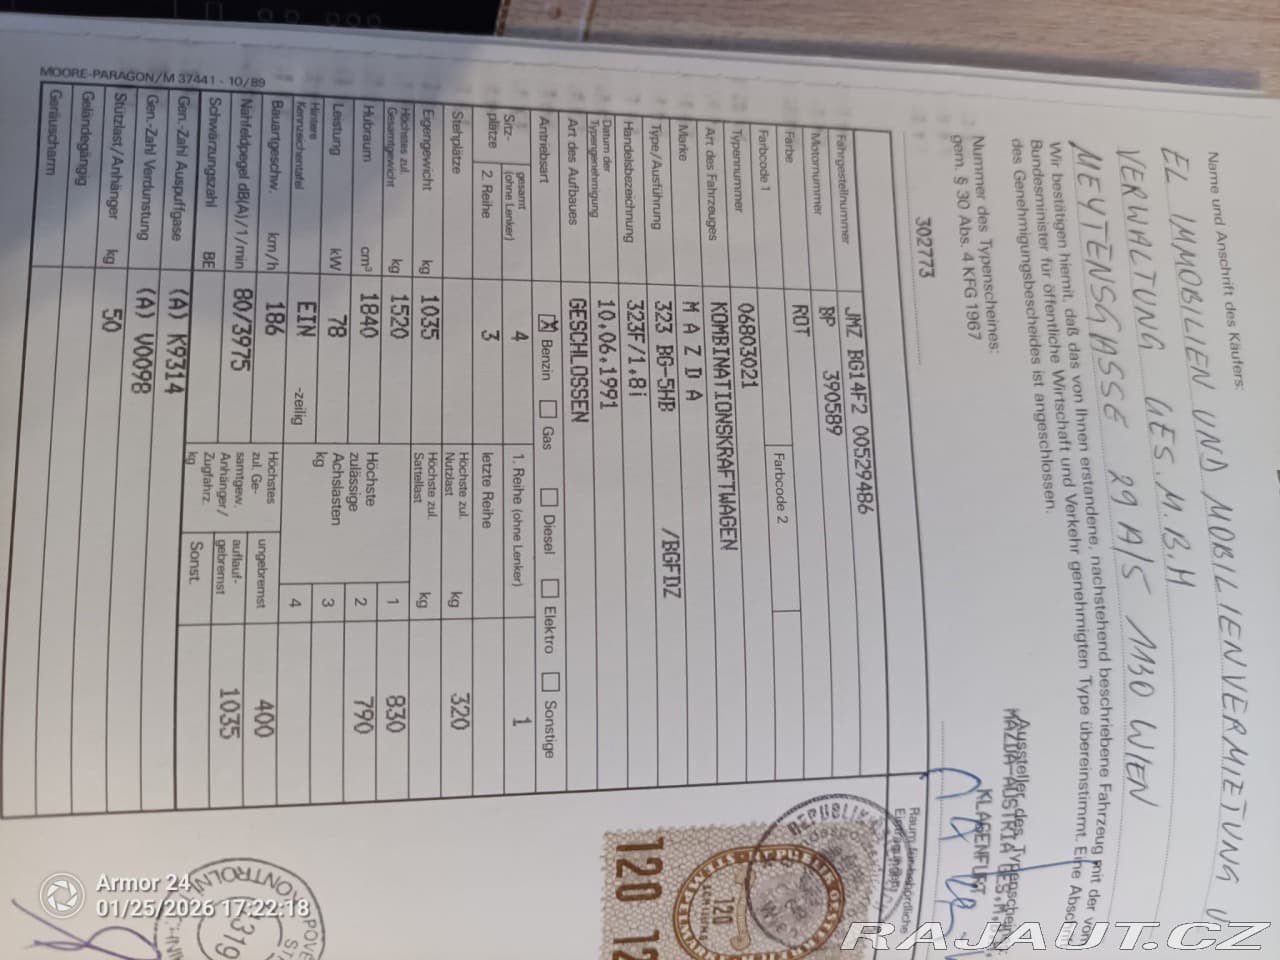 Name und Anschrift des Käufers:
EL IMMOBILIEN UND MOBILIENVERMIETUNG U
VERWALTUNG GES.M.B.H
MEYTENSGASSE 29 A/5 1130 WIEN
Wir bestätigen hiemit, daß das von Ihnen erstandene, nachstehend beschriebene Fahrzeug mit der vom
Bundesminister für öffentliche Wirtschaft und Verkehr genehmigten Type übereinstimmt. Eine Abschri
des Genehmigungsbescheides ist angeschlossen.
Aussteller des Typenscheins:
MAZDA AUSTRIA GES.M.
KLAGENFURT
Nummer des Typenscheines:
gem. § 30 Abs. 4 KFG 1967
302773
Raum für behördliche
Fahrgestellnummer JMZ BG14F2 00529486
Motornummer BP 390589
Farbe ROT
Farbcode 1 Farbcode 2
Typennummer 06803021
Art des Fahrzeuges KOMBINATIONSKRAFTWAGEN
Marke M A Z D A
Type/Ausführung 323 BG-5HB /BGFDZ
Handelsbezeichnung 323F/1.8i
Datum der Typengenehmigung 10.06.1991
Art des Aufbaues GESCHLOSSEN
Antriebsart X Benzin Gas Diesel Elektro Sonstige
Sitzplätze gesamt (ohne Lenker) 4 1. Reihe (ohne Lenker) 1
2. Reihe 3 letzte Reihe
Stehplätze Höchste zul. Nutzlast kg 320
Eigengewicht kg 1035 Höchste zul. Sattellast kg
Höchstes zul. Gesamtgewicht kg 1520 Höchste zulässige Achslasten kg 1 830
Hubraum cm³ 1840 2 790
Leistung kW 78 3
Hintere Kennzeichentafel EIN -zeilig 4
Bauartgeschw. km/h 186 Höchstes zul. Gesamtgew. Anhänger/Zugfahrz. kg ungebremst 400
Nahfeldpegel dB(A)/1/min 80/3975 auflaufgebremst 1035
Schwärzungszahl BE Sonst.
Gen.-Zahl Auspuffgase (A) K9314
Gen.-Zahl Verdunstung (A) V0098
Stützlast/Anhänger kg 50
Geländegängig
Geräuscharm
MOORE-PARAGON/M 37441 - 10/89
120
Armor 24
01/25/2026 17:22:18
RAJAUT.CZ